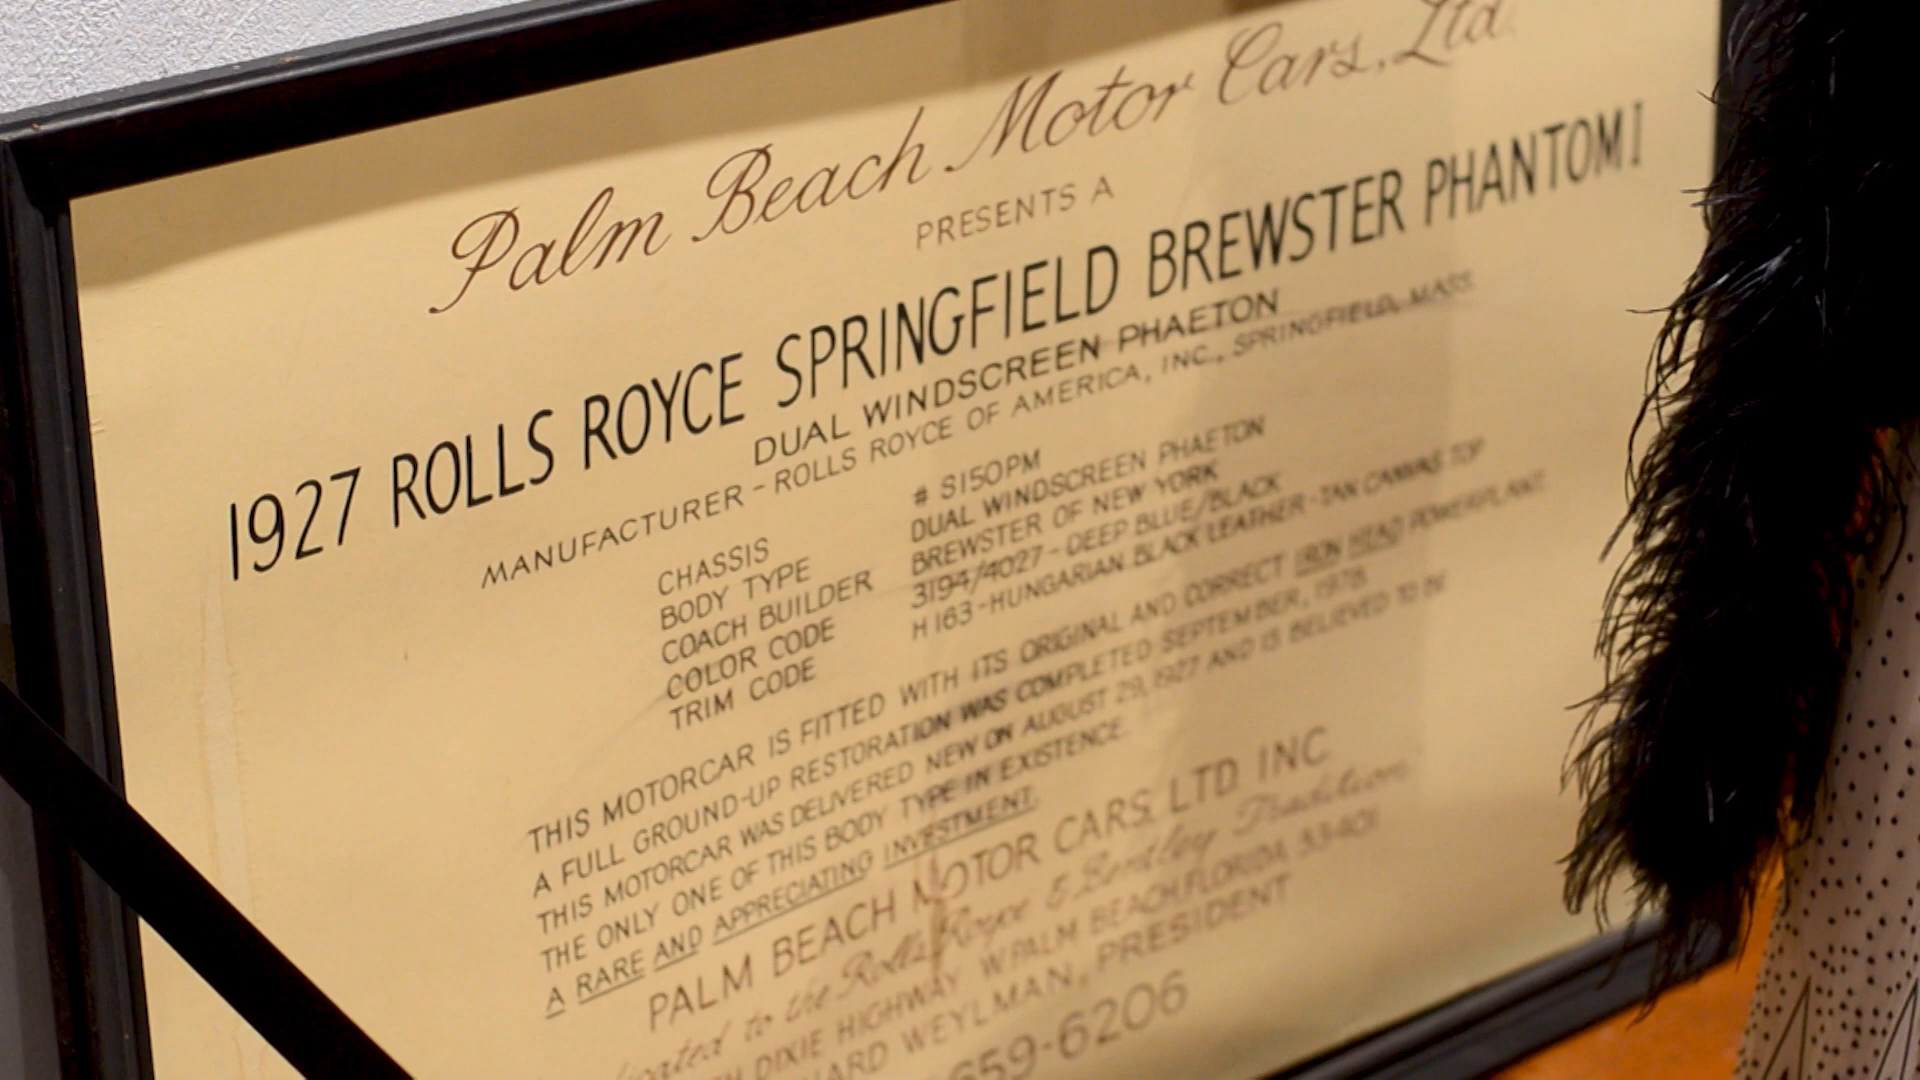 Palm Beach Motor Cars, Ltd.
PRESENTS A
1927 ROLLS ROYCE SPRINGFIELD BREWSTER PHANTOM I
DUAL WINDSCREEN PHAETON
MANUFACTURER - ROLLS ROYCE OF AMERICA, INC., SPRINGFIELD, MASS.
CHASSIS # S150PM
BODY TYPE DUAL WINDSCREEN PHAETON
COACH BUILDER BREWSTER OF NEW YORK
COLOR CODE 3194/4027 - DEEP BLUE/BLACK
TRIM CODE H163 - HUNGARIAN BLACK LEATHER - TAN CANVAS TOP
THIS MOTORCAR IS FITTED WITH ITS ORIGINAL AND CORRECT IRON HEAD POWERPLANT.
A FULL GROUND-UP RESTORATION WAS COMPLETED SEPTEMBER, 1978.
THIS MOTORCAR WAS DELIVERED NEW ON AUGUST 29, 1927 AND IS BELIEVED TO BE
THE ONLY ONE OF THIS BODY TYPE IN EXISTENCE.
A RARE AND APPRECIATING INVESTMENT.
PALM BEACH MOTOR CARS, LTD INC
to the Rolls Royce & Bentley Tradition
DIXIE HIGHWAY W. PALM BEACH, FLORIDA 33401
WEYLMAN, PRESIDENT
659-6206